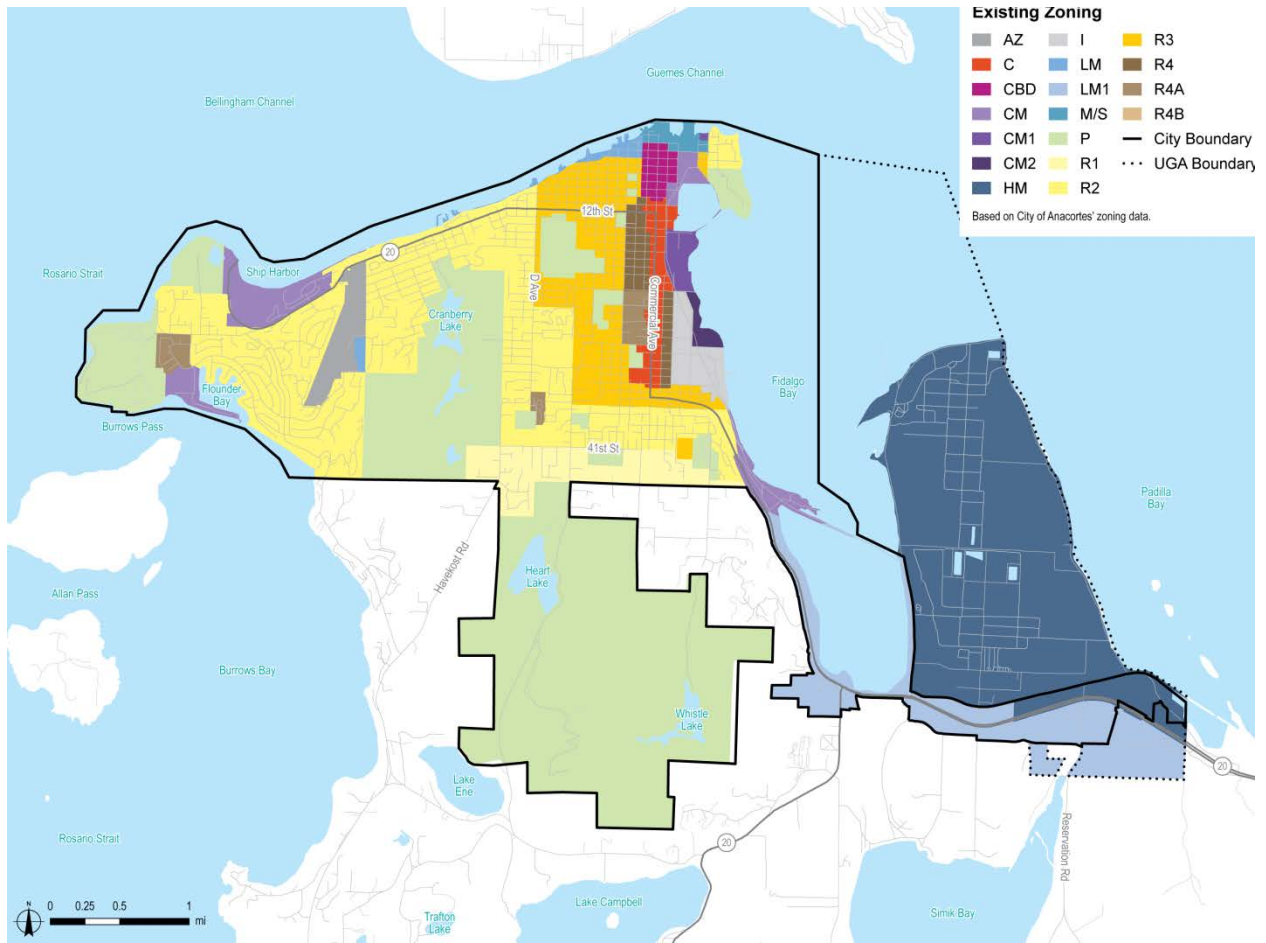 Existing Zoning
AZ
C
CBD
CM
CM1
CM2
HM
I
LM
LM1
M/S
P
R1
R2
R3
R4
R4A
R4B
City Boundary
UGA Boundary
Based on City of Anacortes' zoning data.
Guemes Channel
Bellingham Channel
12th St
20
Rosario Strait
Ship Harbor
D Ave
Commercial Ave
Cranberry
Lake
Fidalgo
Bay
Flounder
Bay
Burrows Pass
41st St
Padilla
Bay
Havekost Rd
Heart
Lake
Allan Pass
Burrows Bay
Whistle
Lake
20
Lake
Erie
Rosario Strait
20
Reservation Rd
N
0 0.25 0.5 1
mi
Trafton
Lake
Lake Campbell
Simik Bay